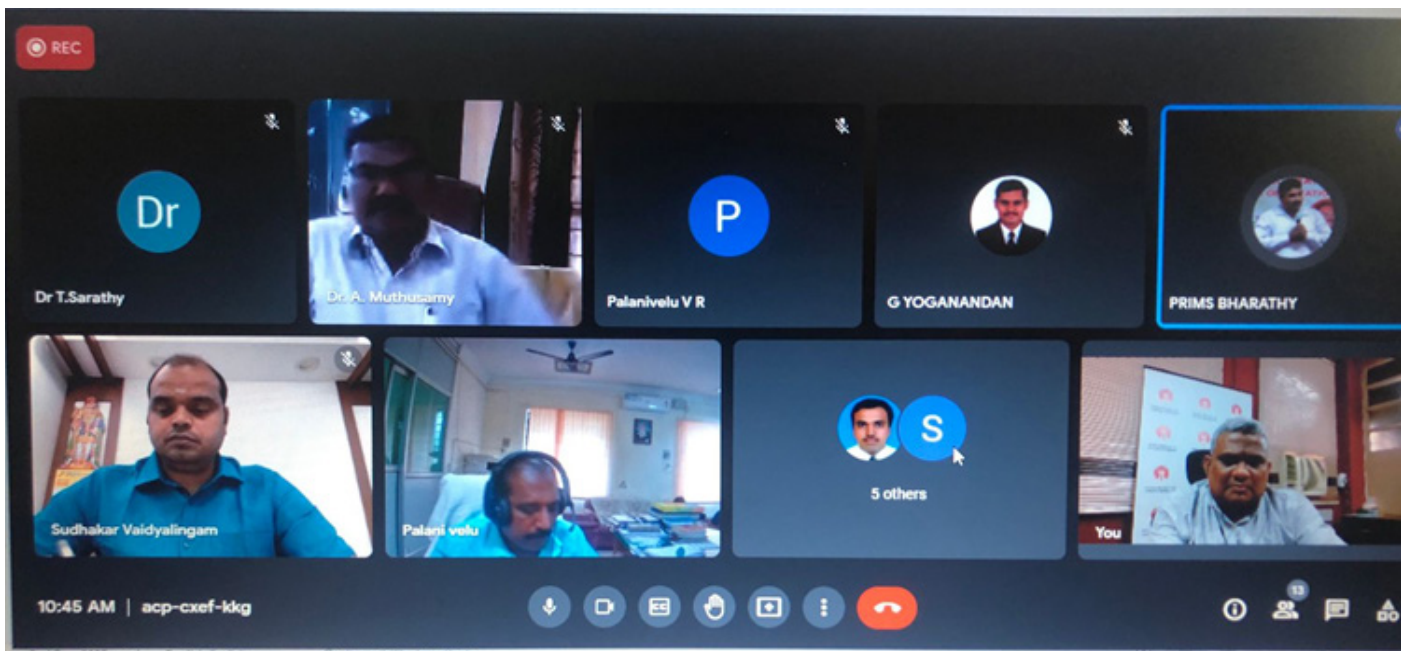 REC
Dr
Dr T.Sarathy
Dr. A. Muthusamy
P
Palanivelu V R
G YOGANANDAN
PRIMS BHARATHY
Sudhakar Vaidyalingam
Palani velu
S
5 others
You
10:45 AM | acp-cxef-kkg
CC
13